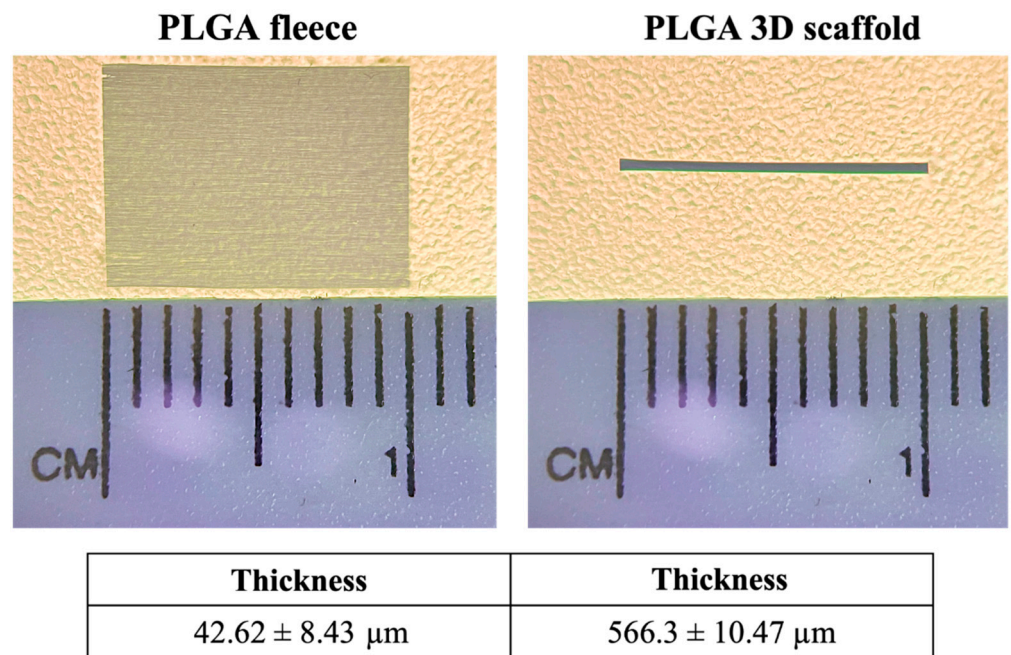 PLGA fleece
PLGA 3D scaffold
CM 1
CM 1
Thickness
Thickness
42.62 ± 8.43 µm
566.3 ± 10.47 µm